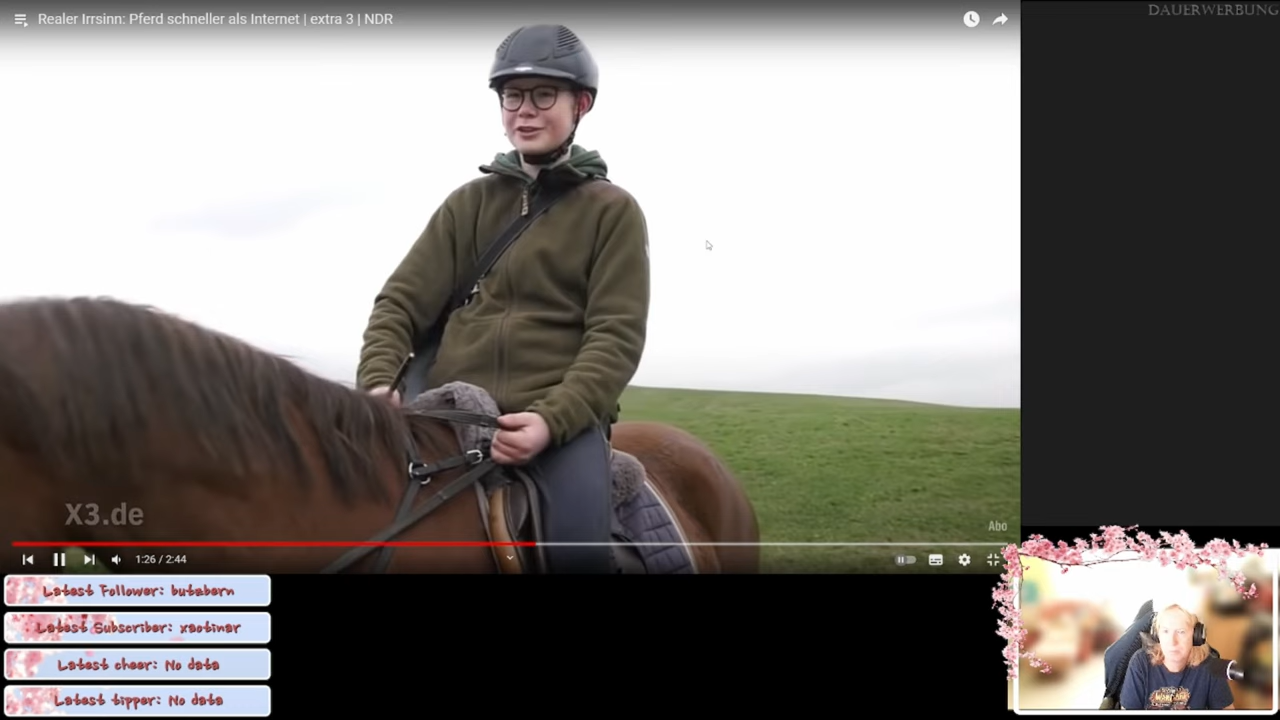 Realer Irrsinn: Pferd schneller als Internet | extra 3 | NDR
DAUERWERBUNG
X3.de
Abo
1:26 / 2:44
Latest Follower: butabern
Latest Subscriber: xaotinar
Latest cheer: No data
Latest tipper: No data